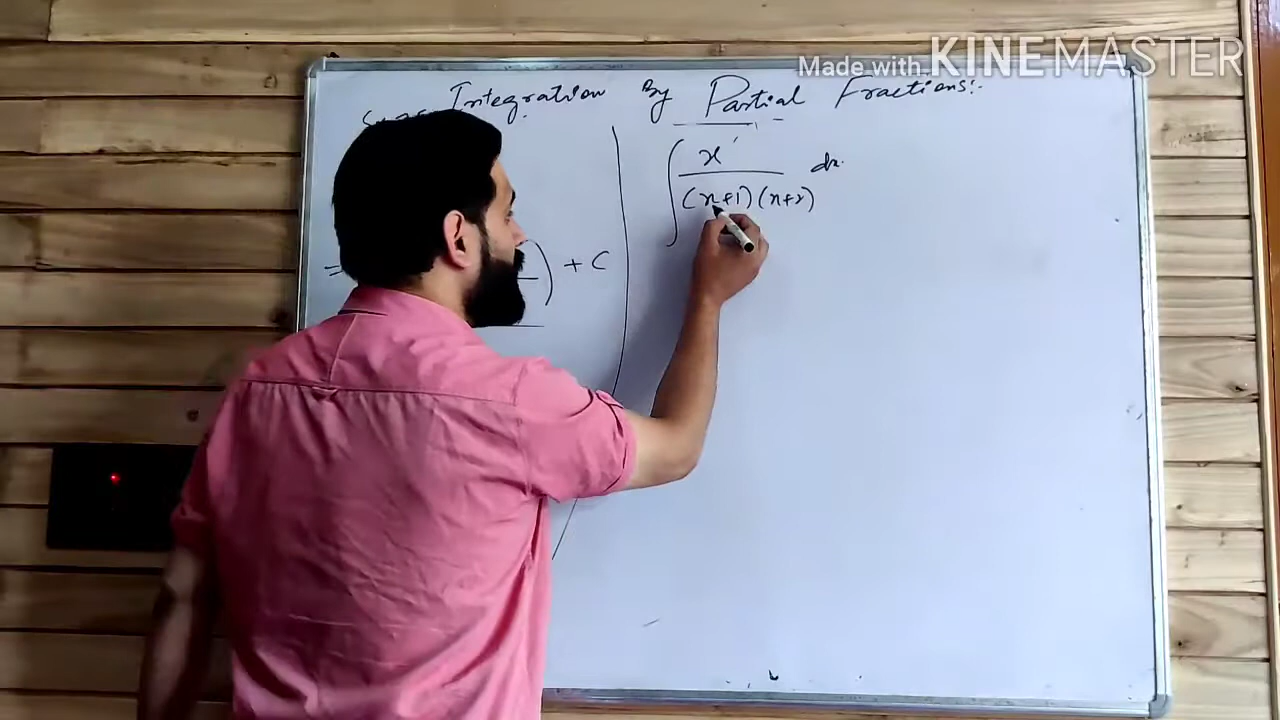 Made with KINEMASTER
Integration By Partial Fractions:-
= ) + C
∫ x / (x+1)(x+2) dx